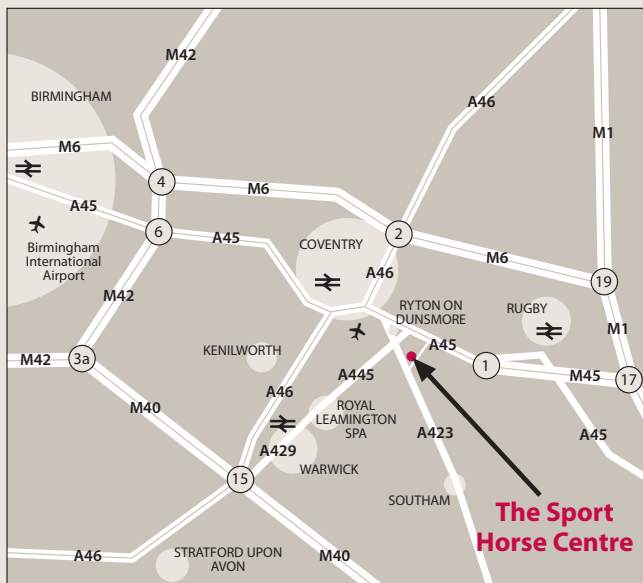 M42
BIRMINGHAM
A46
M6
M1
4
M6
A45
6
A45
COVENTRY
2
Birmingham
International
Airport
A46
M6
19
M42
RYTON ON
DUNSMORE
RUGBY
M1
A45
KENILWORTH
M42
3a
1
A445
M45
17
A46
M40
ROYAL
LEAMINGTON
SPA
A423
A45
A429
WARWICK
15
SOUTHAM
The Sport
Horse Centre
A46
STRATFORD UPON
AVON
M40